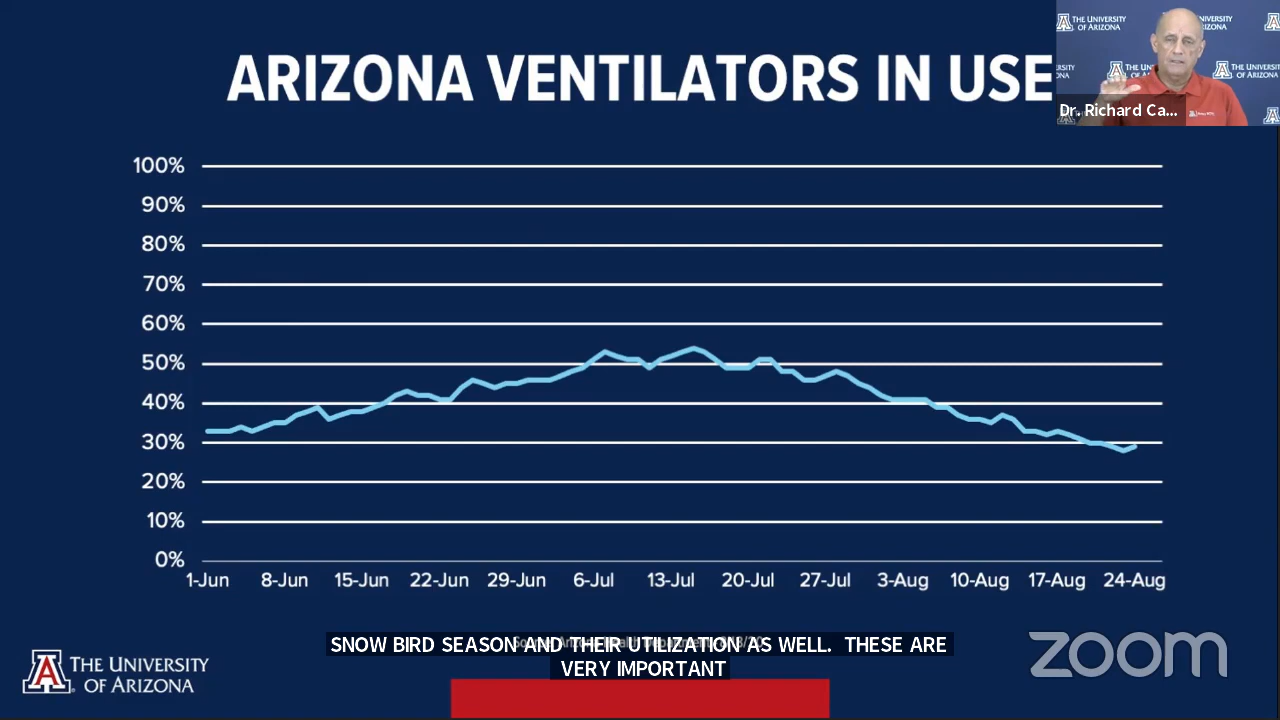 ARIZONA VENTILATORS IN USE
THE UNIVERSITY
OF ARIZONA
UNIVERSITY
ARIZONA
Dr. Richard Ca...
100%
90%
80%
70%
60%
50%
40%
30%
20%
10%
0%
1-Jun 8-Jun 15-Jun 22-Jun 29-Jun 6-Jul 13-Jul 20-Jul 27-Jul 3-Aug 10-Aug 17-Aug 24-Aug
SNOW BIRD SEASON AND THEIR UTILIZATION AS WELL. THESE ARE
VERY IMPORTANT
THE UNIVERSITY
OF ARIZONA
zoom